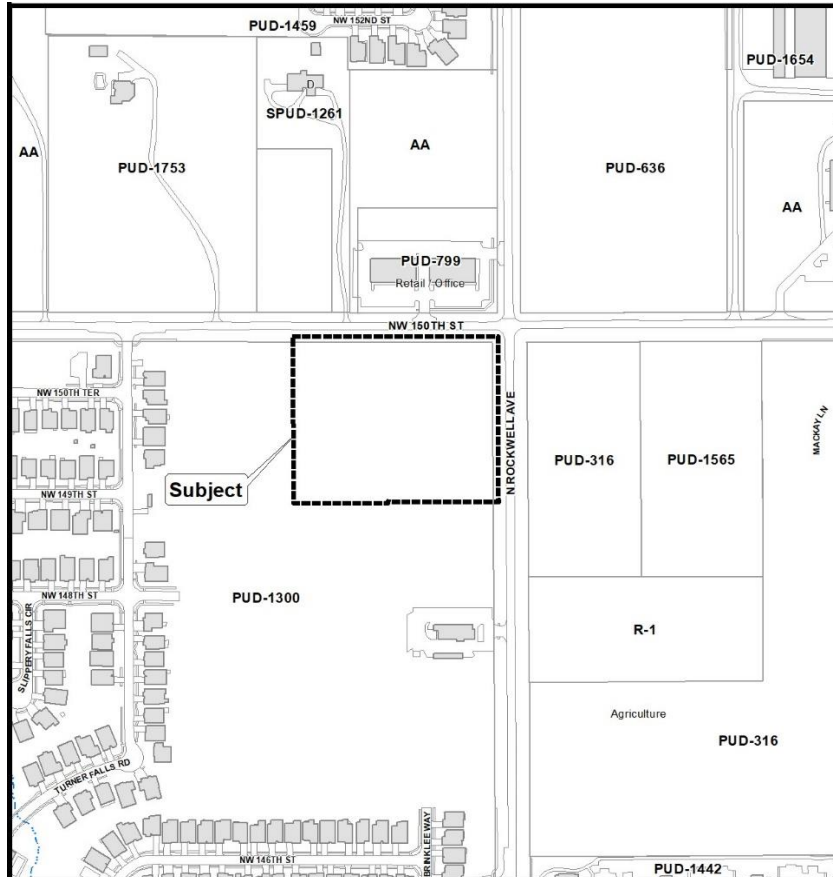 PUD-1459
NW 152ND ST
PUD-1654
D
SPUD-1261
AA
AA
PUD-1753
PUD-636
AA
PUD-799
Retail / Office
NW 150TH ST
NW 150TH TER
N ROCKWELL AVE
MACKAY LN
PUD-316
PUD-1565
Subject
NW 149TH ST
NW 148TH ST
PUD-1300
SLIPPERY FALLS CIR
R-1
Agriculture
PUD-316
TURNER FALLS RD
BRINKLEE WAY
NW 146TH ST
PUD-1442